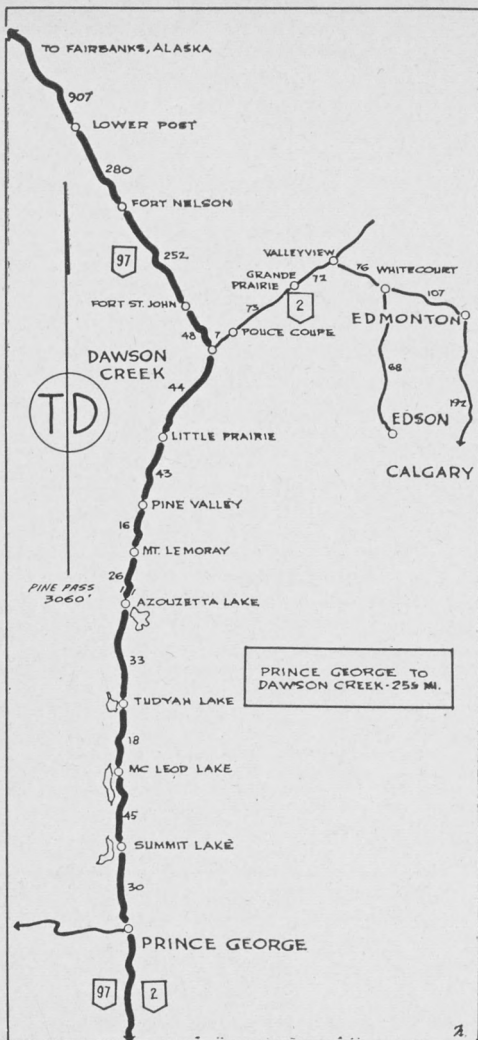 TO FAIRBANKS, ALASKA
907
LOWER POST
280
FORT NELSON
97
252
VALLEYVIEW
76
WHITECOURT
GRANDE
PRAIRIE
107
73
2
FORT ST. JOHN
EDMONTON
48
7
POUCE COUPE
DAWSON
CREEK
68
44
TD
EDSON
LITTLE PRAIRIE
CALGARY
43
PINE VALLEY
16
MT. LEMORAY
26
PINE PASS
3060'
AZOUZETTA LAKE
33
PRINCE GEORGE TO
DAWSON CREEK-255 MI.
TUDYAH LAKE
18
MC LEOD LAKE
45
SUMMIT LAKE
30
PRINCE GEORGE
97
2